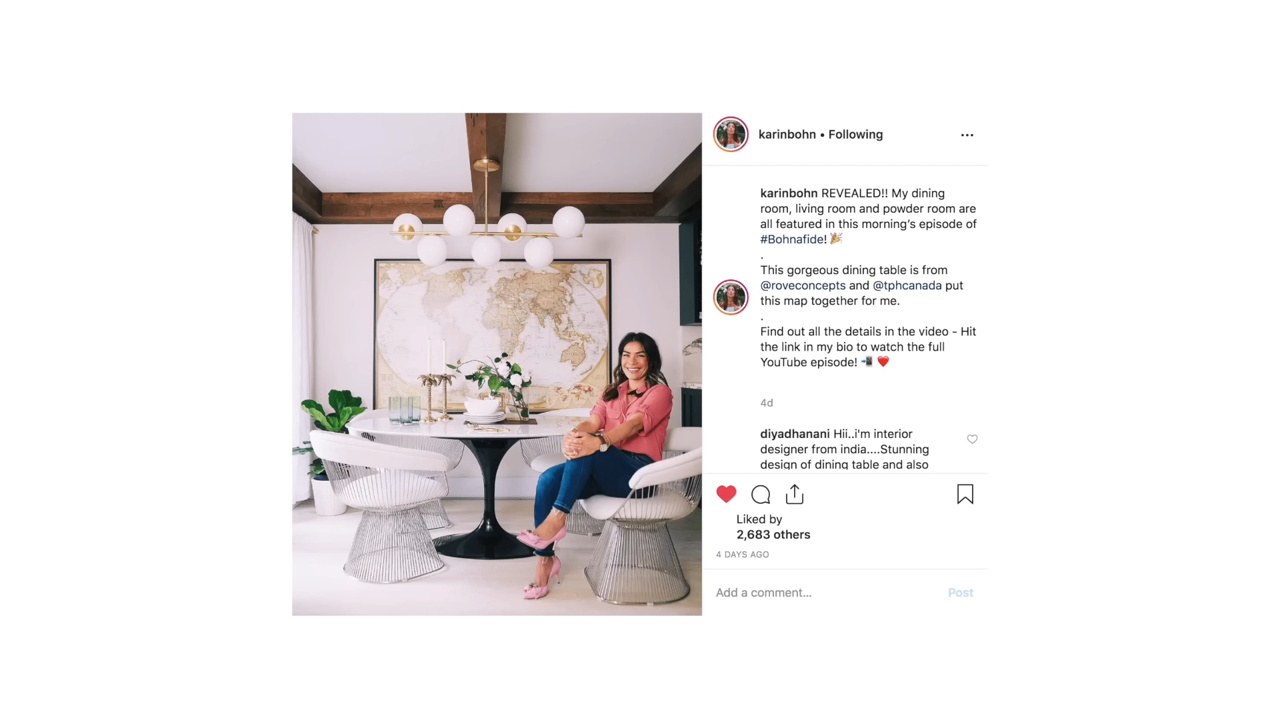 karinbohn • Following
karinbohn REVEALED!! My dining
room, living room and powder room are
all featured in this morning's episode of
#Bohnafide! 🎉
.
This gorgeous dining table is from
@roveconcepts and @tphcanada put
this map together for me.
.
Find out all the details in the video - Hit
the link in my bio to watch the full
YouTube episode! 📲 ❤️
4d
diyadhanani Hii..i'm interior
designer from india....Stunning
design of dining table and also
Liked by
2,683 others
4 DAYS AGO
Add a comment...
Post